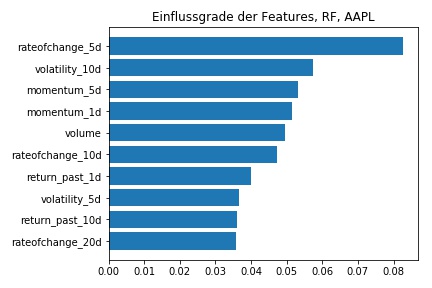 Einflussgrade der Features, RF, AAPL
rateofchange_5d
volatility_10d
momentum_5d
momentum_1d
volume
rateofchange_10d
return_past_1d
volatility_5d
return_past_10d
rateofchange_20d
0.00 0.01 0.02 0.03 0.04 0.05 0.06 0.07 0.08